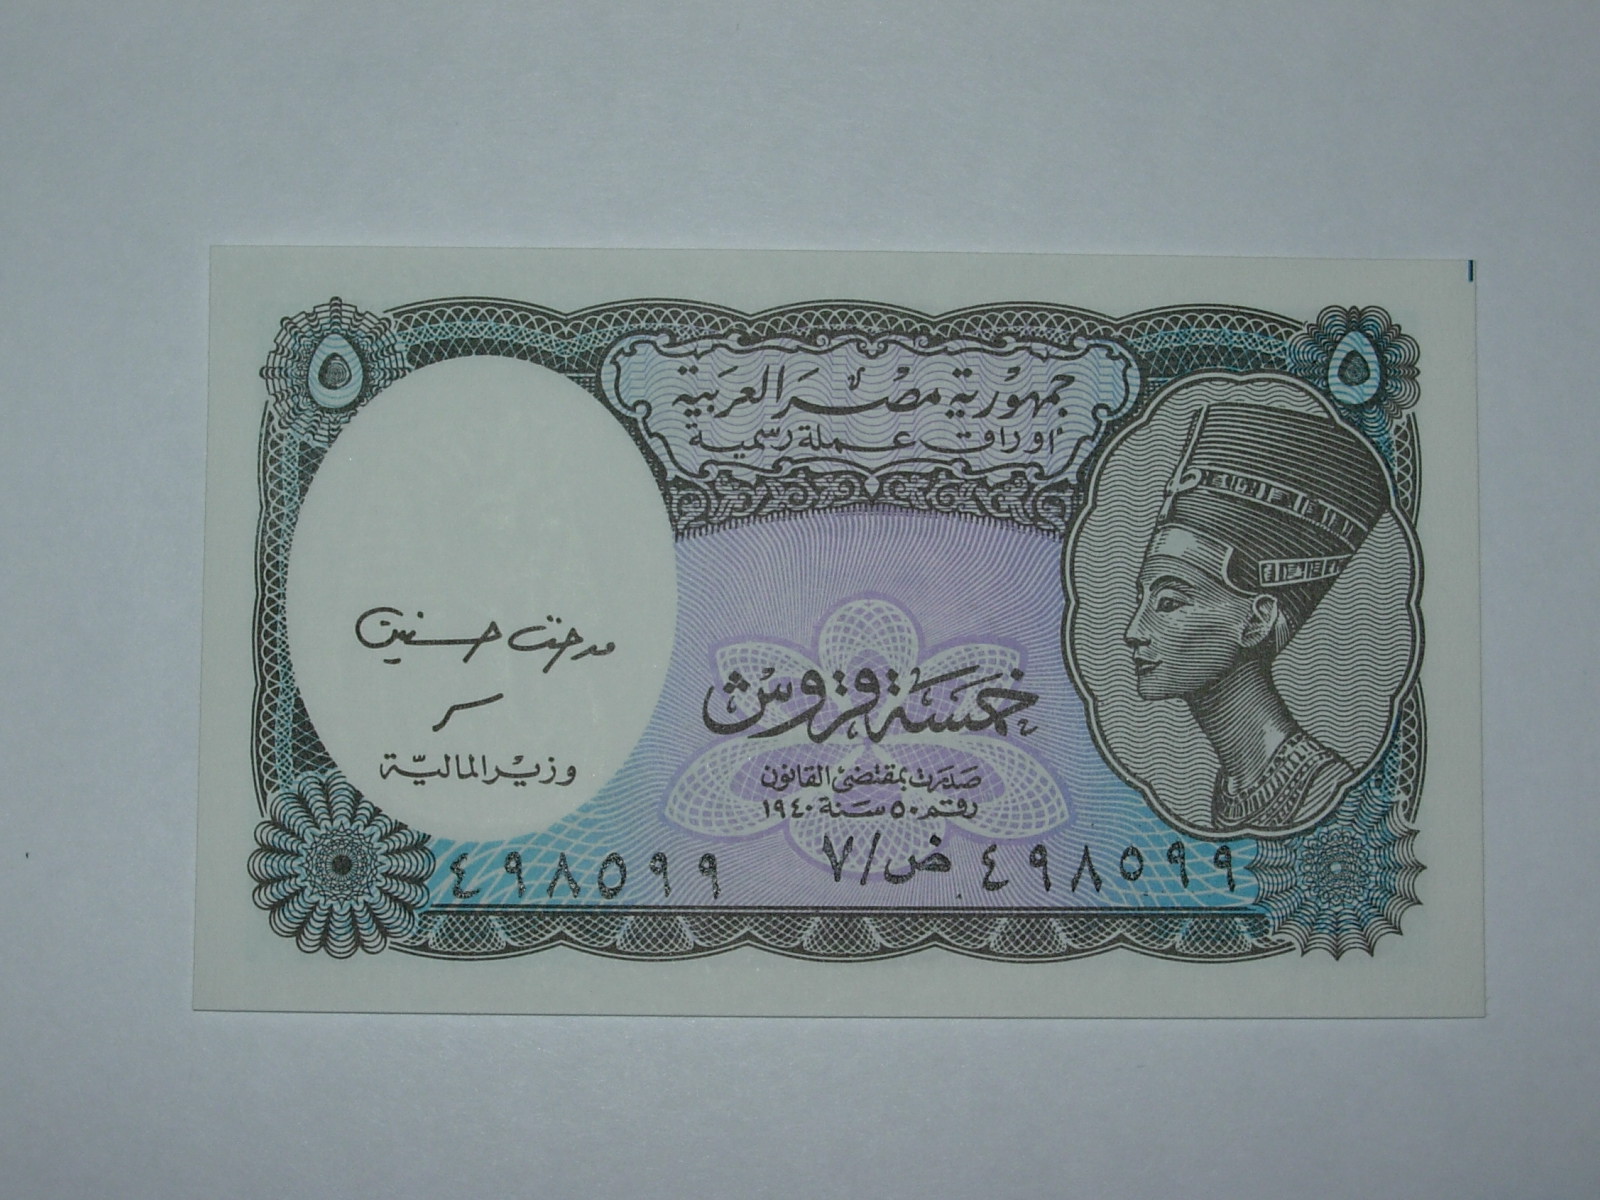 ٥
٥
جمهورية مصر العربية
أوراق عملة رسمية
مدحت حسنين
خمسة قروش
وزير المالية
صدرت بمقتضى القانون
رقم ٥٠ سنة ١٩٤٠
٤٩٨٥٩٩
٧/ض ٤٩٨٥٩٩